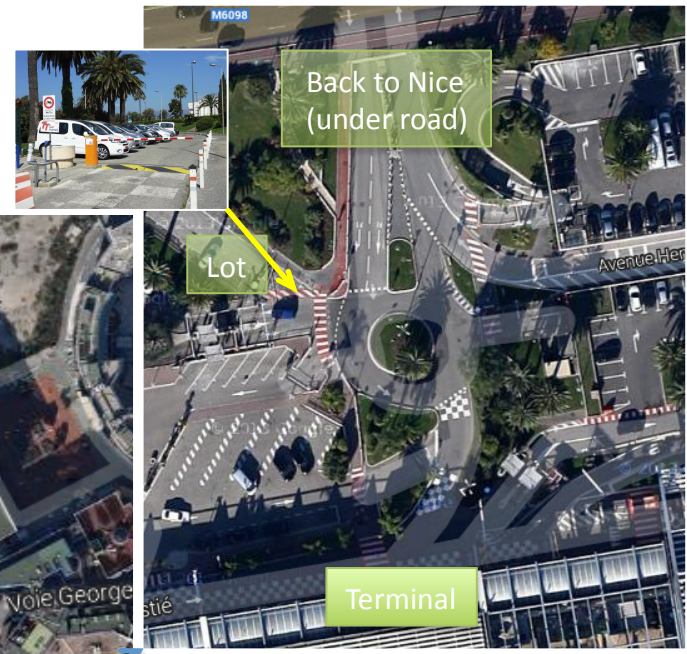 M6098
Back to Nice
(under road)
Lot
Avenue Her
Voie George
stié
Terminal